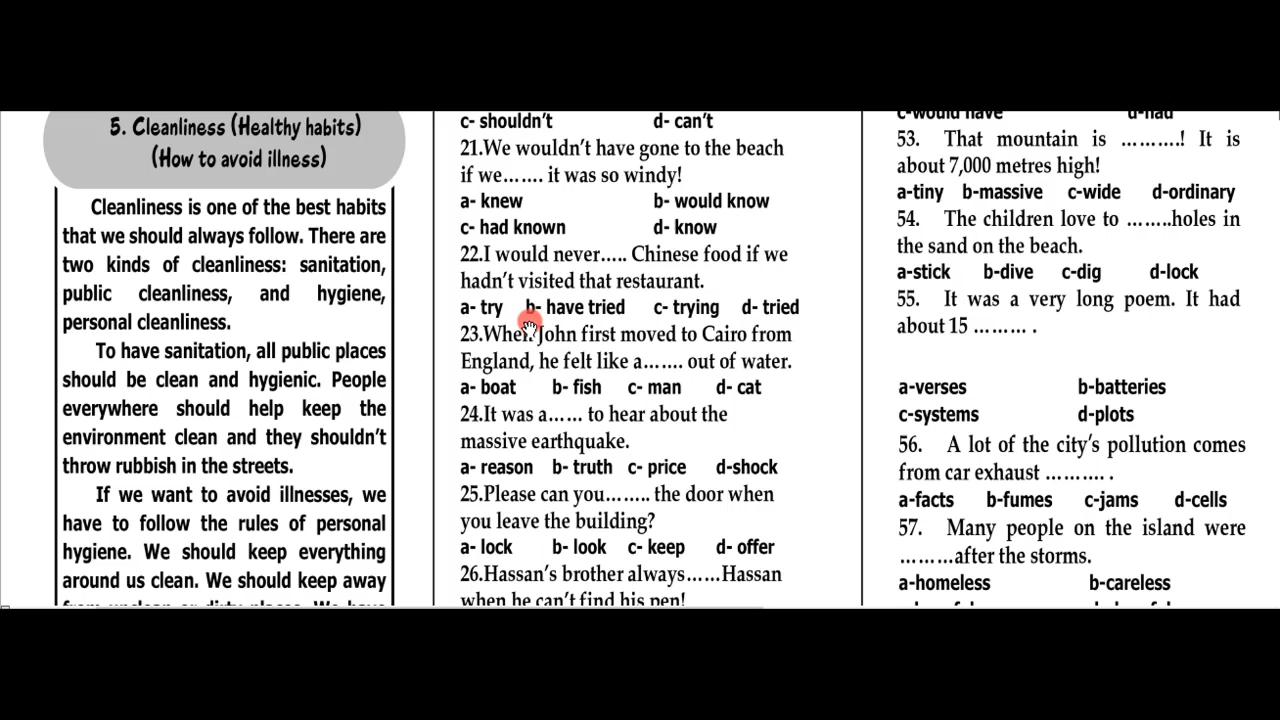 5. Cleanliness (Healthy habits)
(How to avoid illness)
Cleanliness is one of the best habits
that we should always follow. There are
two kinds of cleanliness: sanitation,
public cleanliness, and hygiene,
personal cleanliness.
To have sanitation, all public places
should be clean and hygienic. People
everywhere should help keep the
environment clean and they shouldn't
throw rubbish in the streets.
If we want to avoid illnesses, we
have to follow the rules of personal
hygiene. We should keep everything
around us clean. We should keep away
from unclean or dirty places. We have
c- shouldn't d- can't
21.We wouldn't have gone to the beach
if we……. it was so windy!
a- knew b- would know
c- had known d- know
22.I would never….. Chinese food if we
hadn't visited that restaurant.
a- try b- have tried c- trying d- tried
23.When John first moved to Cairo from
England, he felt like a……. out of water.
a- boat b- fish c- man d- cat
24.It was a…… to hear about the
massive earthquake.
a- reason b- truth c- price d-shock
25.Please can you…….. the door when
you leave the building?
a- lock b- look c- keep d- offer
26.Hassan's brother always……Hassan
when he can't find his pen!
c-would have d-had
53. That mountain is ……….! It is
about 7,000 metres high!
a-tiny b-massive c-wide d-ordinary
54. The children love to ……..holes in
the sand on the beach.
a-stick b-dive c-dig d-lock
55. It was a very long poem. It had
about 15 ……… .
a-verses b-batteries
c-systems d-plots
56. A lot of the city's pollution comes
from car exhaust ………. .
a-facts b-fumes c-jams d-cells
57. Many people on the island were
………after the storms.
a-homeless b-careless